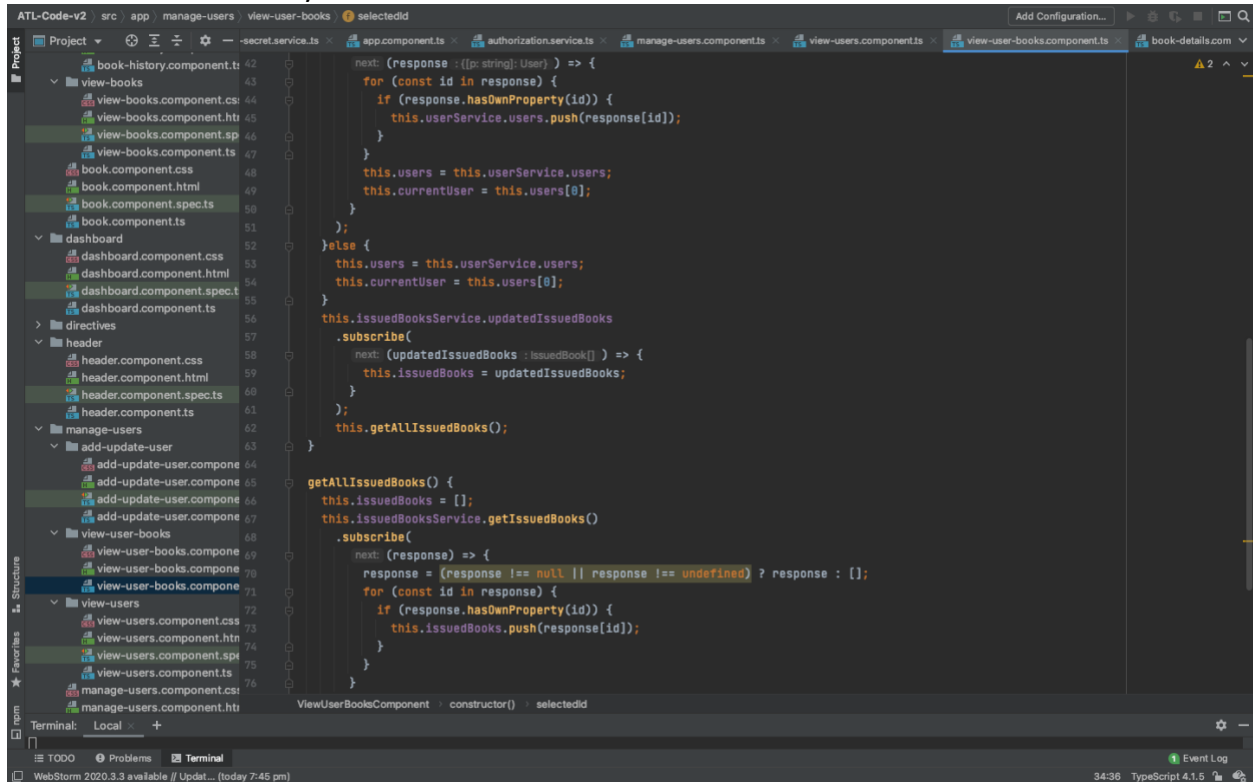 ATL-Code-v2 src app manage-users view-user-books selectedId Add Configuration...
Project -secret.service.ts app.component.ts authorization.service.ts manage-users.component.ts view-users.component.ts view-user-books.component.ts book-details.com
Project
book-history.component.ts
view-books
view-books.component.css
view-books.component.htm
view-books.component.sp
view-books.component.ts
book.component.css
book.component.html
book.component.spec.ts
book.component.ts
dashboard
dashboard.component.css
dashboard.component.html
dashboard.component.spec.t
dashboard.component.ts
directives
header
header.component.css
header.component.html
header.component.spec.ts
header.component.ts
manage-users
add-update-user
add-update-user.compone
add-update-user.compone
add-update-user.compone
add-update-user.compone
view-user-books
view-user-books.compone
view-user-books.compone
view-user-books.compone
view-users
view-users.component.css
view-users.component.htm
view-users.component.spe
view-users.component.ts
manage-users.component.css
manage-users.component.htm
42 next: (response : {[p: string]: User} ) => {
43 for (const id in response) {
44 if (response.hasOwnProperty(id)) {
45 this.userService.users.push(response[id]);
46 }
47 }
48 this.users = this.userService.users;
49 this.currentUser = this.users[0];
50 }
51 );
52 }else {
53 this.users = this.userService.users;
54 this.currentUser = this.users[0];
55 }
56 this.issuedBooksService.updatedIssuedBooks
57 .subscribe(
58 next: (updatedIssuedBooks : IssuedBook[] ) => {
59 this.issuedBooks = updatedIssuedBooks;
60 }
61 );
62 this.getAllIssuedBooks();
63 }
64
65 getAllIssuedBooks() {
66 this.issuedBooks = [];
67 this.issuedBooksService.getIssuedBooks()
68 .subscribe(
69 next: (response) => {
70 response = (response !== null || response !== undefined) ? response : [];
71 for (const id in response) {
72 if (response.hasOwnProperty(id)) {
73 this.issuedBooks.push(response[id]);
74 }
75 }
76 }
2
Structure
Favorites
npm
ViewUserBooksComponent constructor() selectedId
Terminal: Local +
TODO Problems Terminal 1 Event Log
WebStorm 2020.3.3 available // Updat... (today 7:45 pm) 34:36 TypeScript 4.1.5